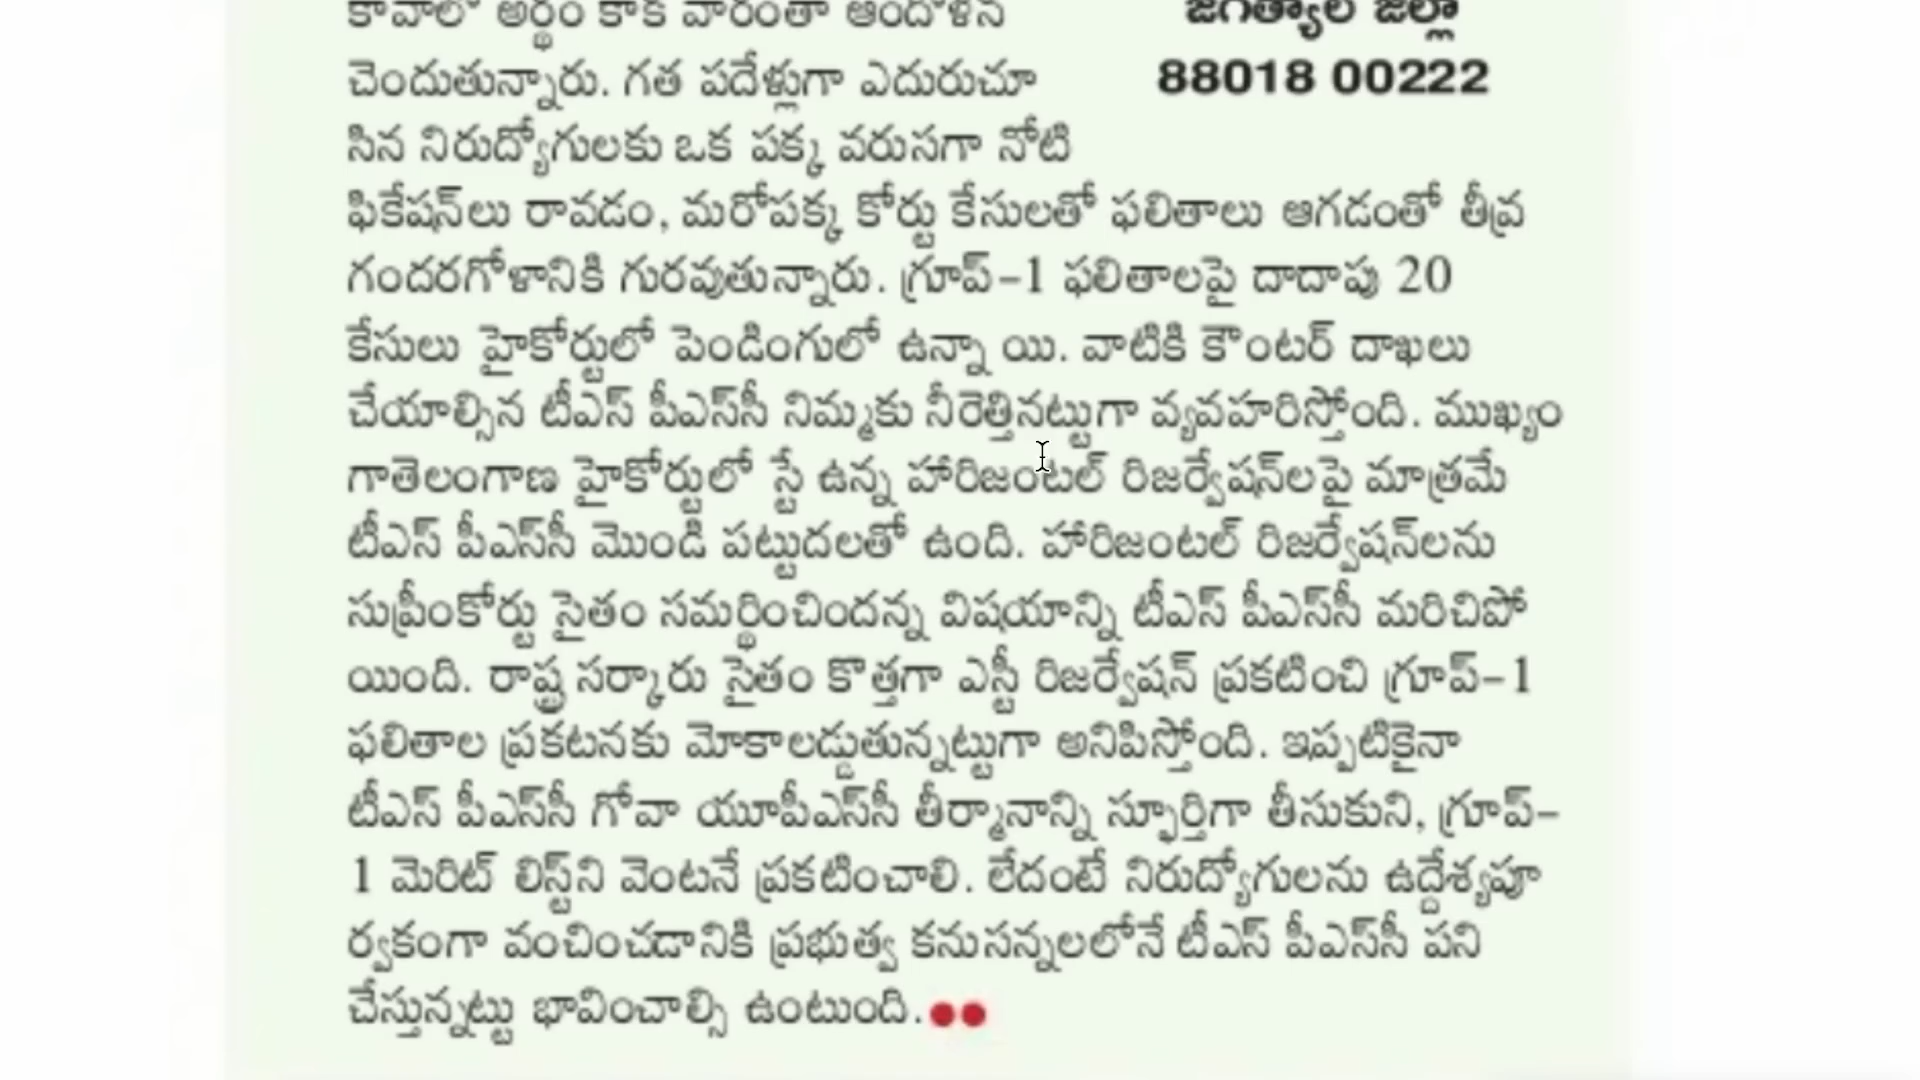 కావాలో అర్థం కాక వారంతా ఆందోళన
చెందుతున్నారు. గత పదేళ్లుగా ఎదురుచూ
సిన నిరుద్యోగులకు ఒక పక్క వరుసగా నోటి
జగిత్యాల జిల్లా
88018 00222
ఫికేషన్‌లు రావడం, మరోపక్క కోర్టు కేసులతో ఫలితాలు ఆగడంతో తీవ్ర
గందరగోళానికి గురవుతున్నారు. గ్రూప్-1 ఫలితాలపై దాదాపు 20
కేసులు హైకోర్టులో పెండింగులో ఉన్నా యి. వాటికి కౌంటర్ దాఖలు
చేయాల్సిన టీఎస్ పీఎస్‌సీ నిమ్మకు నీరెత్తినట్టుగా వ్యవహరిస్తోంది. ముఖ్యం
గాతెలంగాణ హైకోర్టులో స్టే ఉన్న హారిజంటల్ రిజర్వేషన్‌లపై మాత్రమే
టీఎస్ పీఎస్‌సీ మొండి పట్టుదలతో ఉంది. హారిజంటల్ రిజర్వేషన్‌లను
సుప్రీంకోర్టు సైతం సమర్థించిందన్న విషయాన్ని టీఎస్ పీఎస్‌సీ మరిచిపో
యింది. రాష్ట్ర సర్కారు సైతం కొత్తగా ఎస్టీ రిజర్వేషన్ ప్రకటించి గ్రూప్-1
ఫలితాల ప్రకటనకు మోకాలడ్డుతున్నట్టుగా అనిపిస్తోంది. ఇప్పటికైనా
టీఎస్ పీఎస్‌సీ గోవా యూపీఎస్‌సీ తీర్మానాన్ని స్ఫూర్తిగా తీసుకుని, గ్రూప్-
1 మెరిట్ లిస్ట్‌ని వెంటనే ప్రకటించాలి. లేదంటే నిరుద్యోగులను ఉద్దేశ్యపూ
ర్వకంగా వంచించడానికి ప్రభుత్వ కనుసన్నలలోనే టీఎస్ పీఎస్‌సీ పని
చేస్తున్నట్టు భావించాల్సి ఉంటుంది.